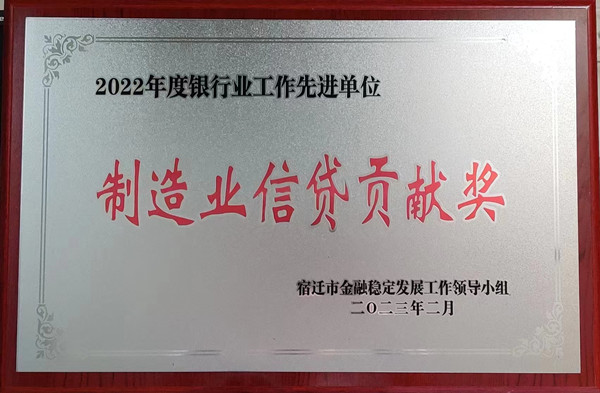 2022年度银行业工作先进单位
制造业信贷贡献奖
宿迁市金融稳定发展工作领导小组
二〇二三年二月